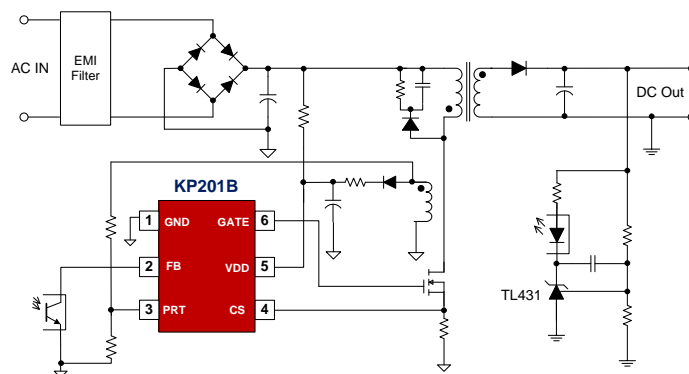 AC IN
EMI
Filter
DC Out
KP201B
1 GND GATE 6
2 FB VDD 5
3 PRT CS 4
TL431